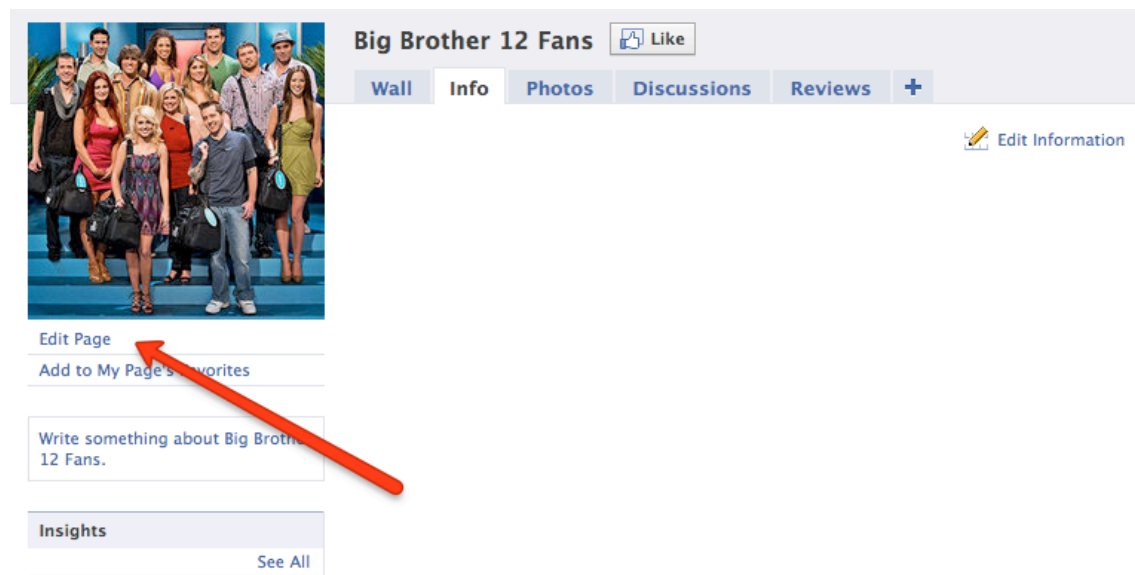 Big Brother 12 Fans Like
Wall Info Photos Discussions Reviews +
Edit Information
Edit Page
Add to My Page's
Write something about Big
12 Fans.
Insights
See All